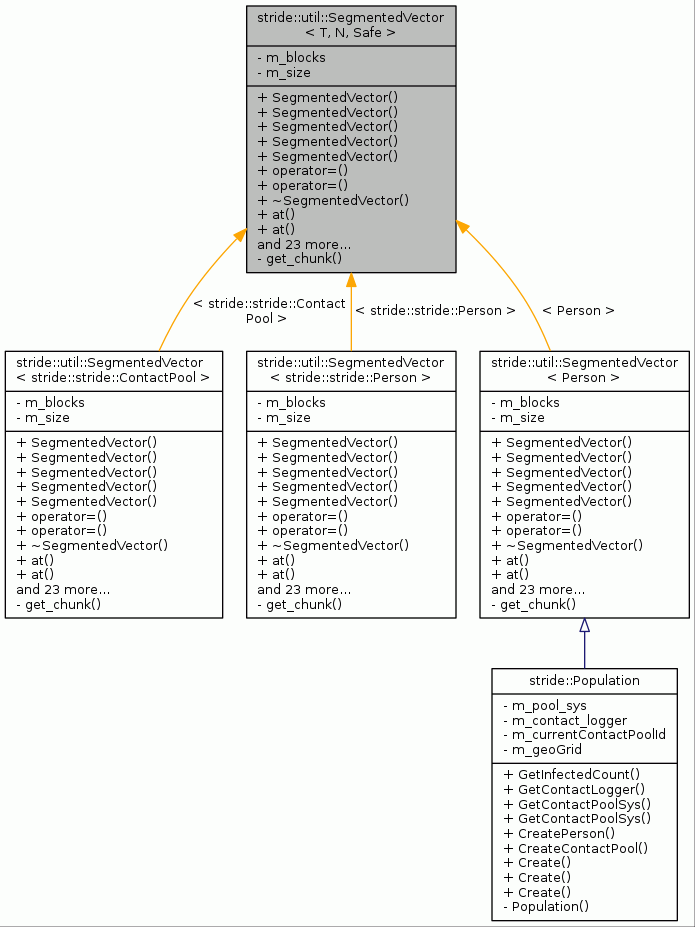 stride::util::SegmentedVector
< T, N, Safe >
- m_blocks
- m_size
+ SegmentedVector()
+ SegmentedVector()
+ SegmentedVector()
+ SegmentedVector()
+ SegmentedVector()
+ operator=()
+ operator=()
+ ~SegmentedVector()
+ at()
+ at()
and 23 more...
- get_chunk()
< stride::stride::Contact
Pool >
< stride::stride::Person >
< Person >
stride::util::SegmentedVector
< stride::stride::ContactPool >
- m_blocks
- m_size
+ SegmentedVector()
+ SegmentedVector()
+ SegmentedVector()
+ SegmentedVector()
+ SegmentedVector()
+ operator=()
+ operator=()
+ ~SegmentedVector()
+ at()
+ at()
and 23 more...
- get_chunk()
stride::util::SegmentedVector
< stride::stride::Person >
- m_blocks
- m_size
+ SegmentedVector()
+ SegmentedVector()
+ SegmentedVector()
+ SegmentedVector()
+ SegmentedVector()
+ operator=()
+ operator=()
+ ~SegmentedVector()
+ at()
+ at()
and 23 more...
- get_chunk()
stride::util::SegmentedVector
< Person >
- m_blocks
- m_size
+ SegmentedVector()
+ SegmentedVector()
+ SegmentedVector()
+ SegmentedVector()
+ SegmentedVector()
+ operator=()
+ operator=()
+ ~SegmentedVector()
+ at()
+ at()
and 23 more...
- get_chunk()
stride::Population
- m_pool_sys
- m_contact_logger
- m_currentContactPoolId
- m_geoGrid
+ GetInfectedCount()
+ GetContactLogger()
+ GetContactPoolSys()
+ GetContactPoolSys()
+ CreatePerson()
+ CreateContactPool()
+ Create()
+ Create()
+ Create()
- Population()